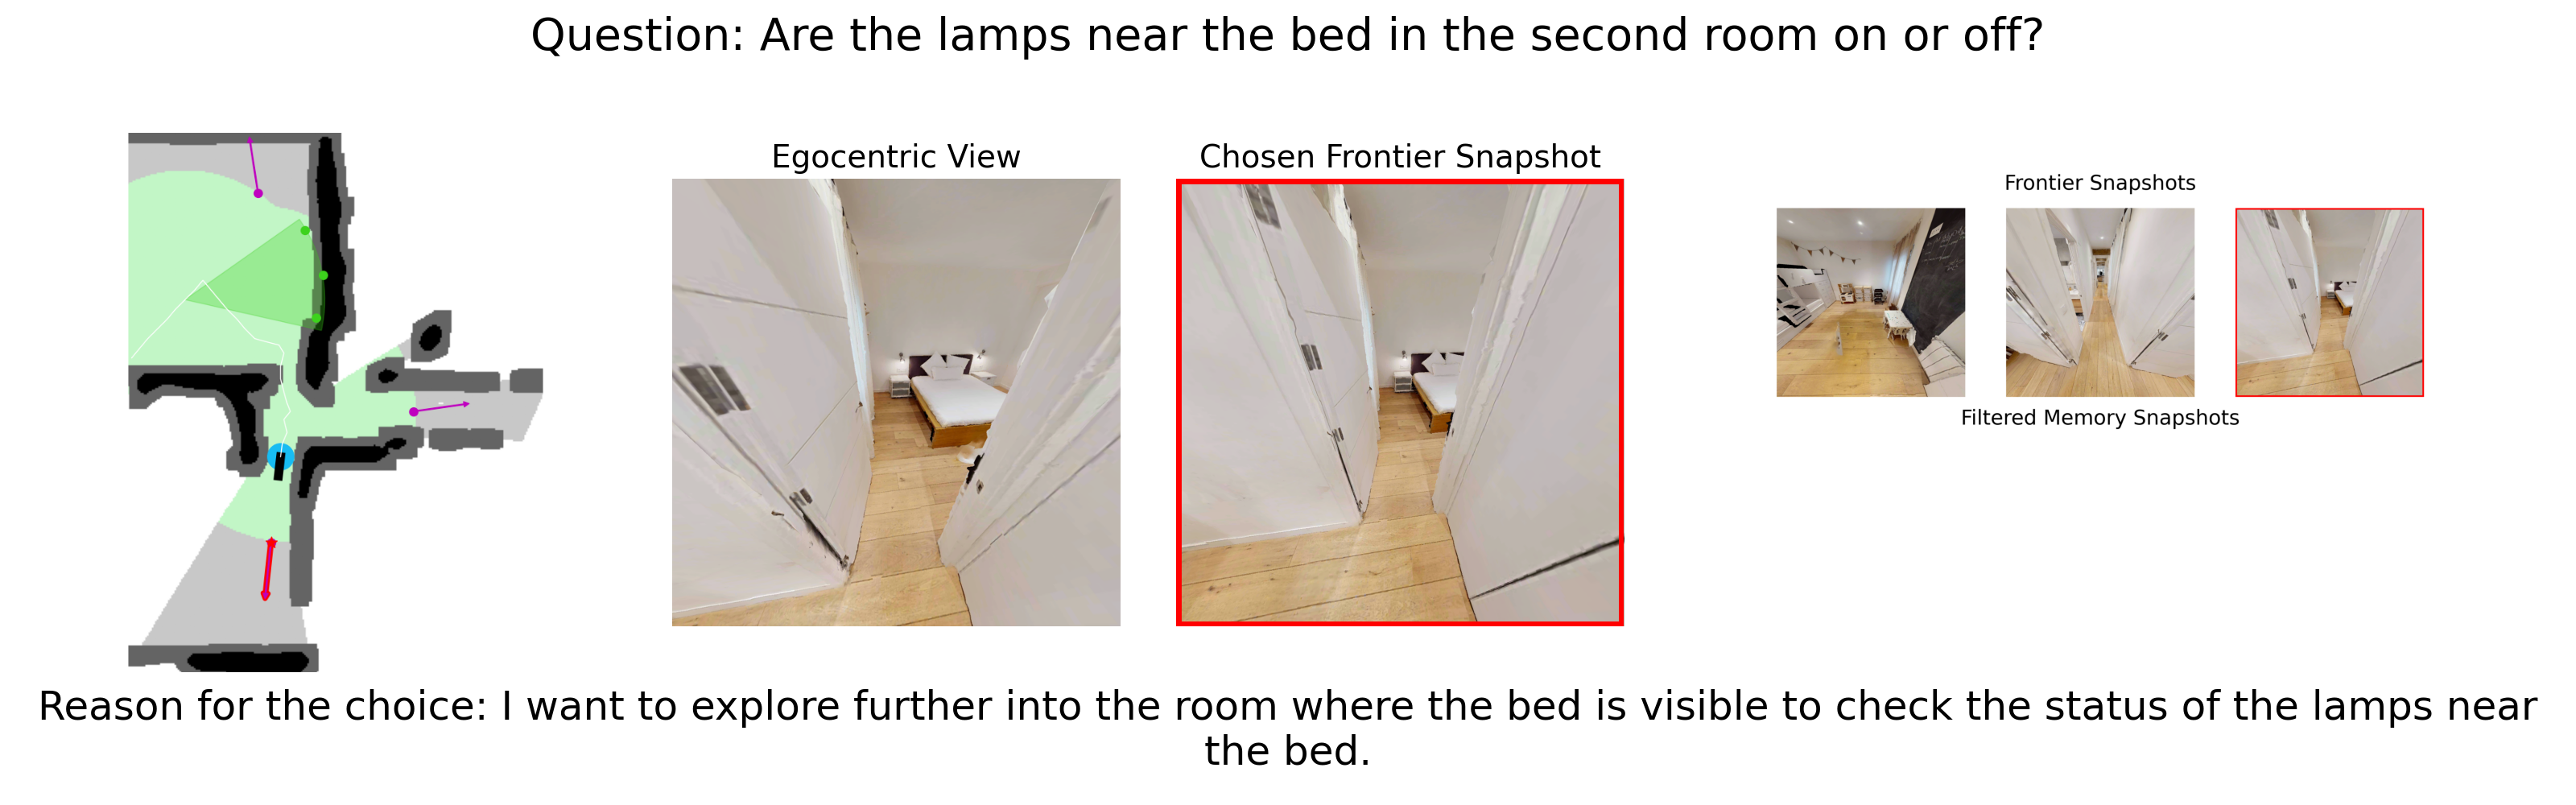 Question: Are the lamps near the bed in the second room on or off?
Egocentric View
Chosen Frontier Snapshot
Frontier Snapshots
Filtered Memory Snapshots
Reason for the choice: I want to explore further into the room where the bed is visible to check the status of the lamps near
the bed.